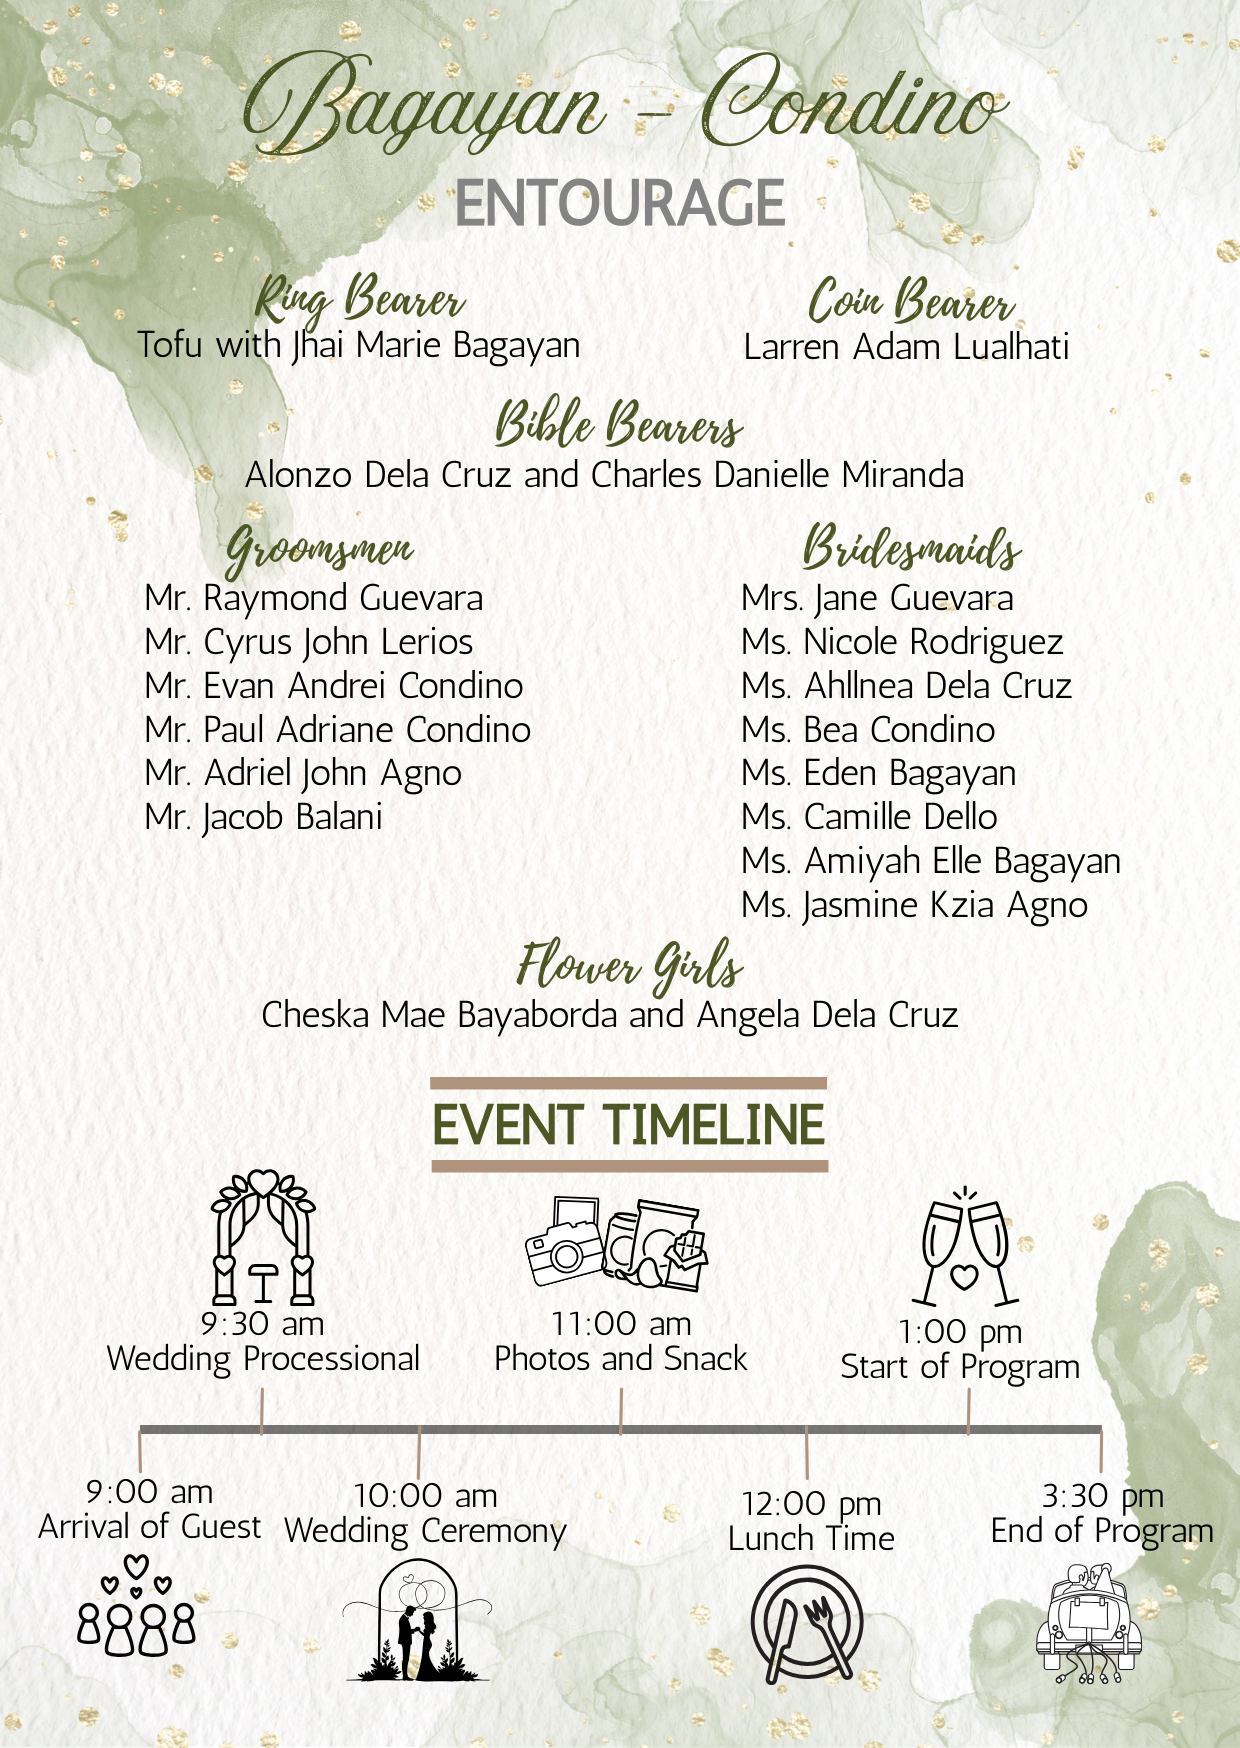 Bagayan - Condino
ENTOURAGE
Ring Bearer
Tofu with Jhai Marie Bagayan
Coin Bearer
Larren Adam Lualhati
Bible Bearers
Alonzo Dela Cruz and Charles Danielle Miranda
Groomsmen
Mr. Raymond Guevara
Mr. Cyrus John Lerios
Mr. Evan Andrei Condino
Mr. Paul Adriane Condino
Mr. Adriel John Agno
Mr. Jacob Balani
Bridesmaids
Mrs. Jane Guevara
Ms. Nicole Rodriguez
Ms. Ahllnea Dela Cruz
Ms. Bea Condino
Ms. Eden Bagayan
Ms. Camille Dello
Ms. Amiyah Elle Bagayan
Ms. Jasmine Kzia Agno
Flower Girls
Cheska Mae Bayaborda and Angela Dela Cruz
EVENT TIMELINE
9:30 am
Wedding Processional
11:00 am
Photos and Snack
1:00 pm
Start of Program
9:00 am
Arrival of Guest
10:00 am
Wedding Ceremony
12:00 pm
Lunch Time
3:30 pm
End of Program